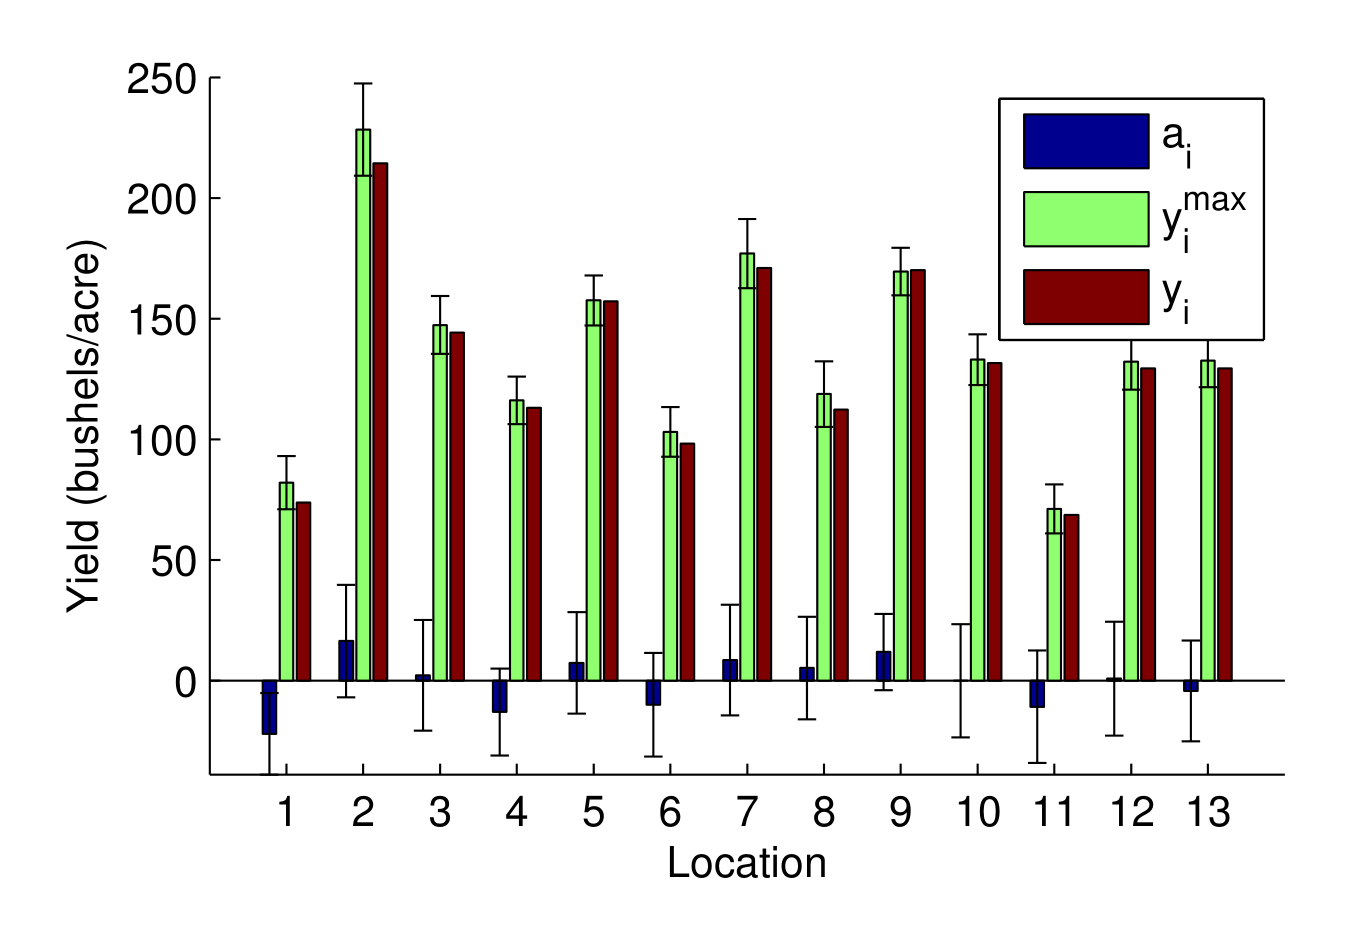 250
200
150
100
50
0
Yield (bushels/acre)
a_i
y_i^max
y_i
1 2 3 4 5 6 7 8 9 10 11 12 13
Location